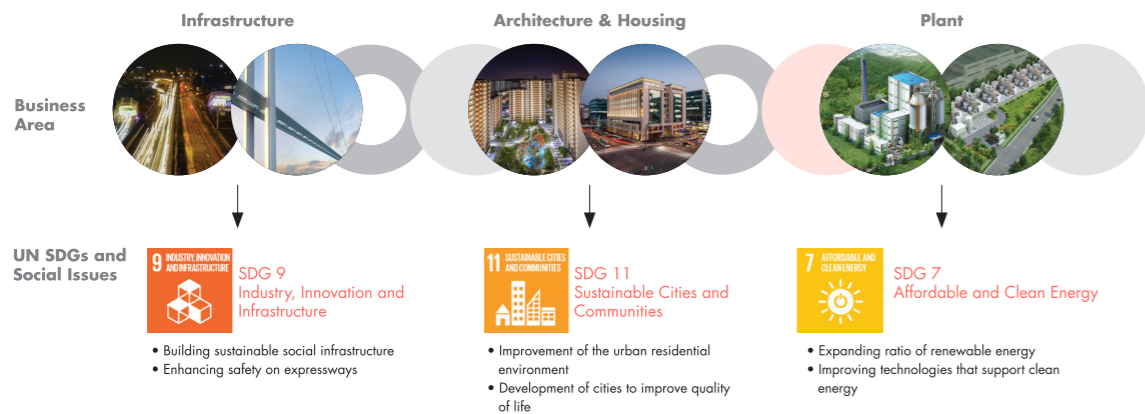 Infrastructure
Architecture & Housing
Plant
Business
Area
UN SDGs and
Social Issues
9 INDUSTRY, INNOVATION
AND INFRASTRUCTURE
SDG 9
Industry, Innovation and
Infrastructure
• Building sustainable social infrastructure
• Enhancing safety on expressways
11 SUSTAINABLE CITIES
AND COMMUNITIES
SDG 11
Sustainable Cities and
Communities
• Improvement of the urban residential
environment
• Development of cities to improve quality
of life
7 AFFORDABLE AND
CLEAN ENERGY
SDG 7
Affordable and Clean Energy
• Expanding ratio of renewable energy
• Improving technologies that support clean
energy